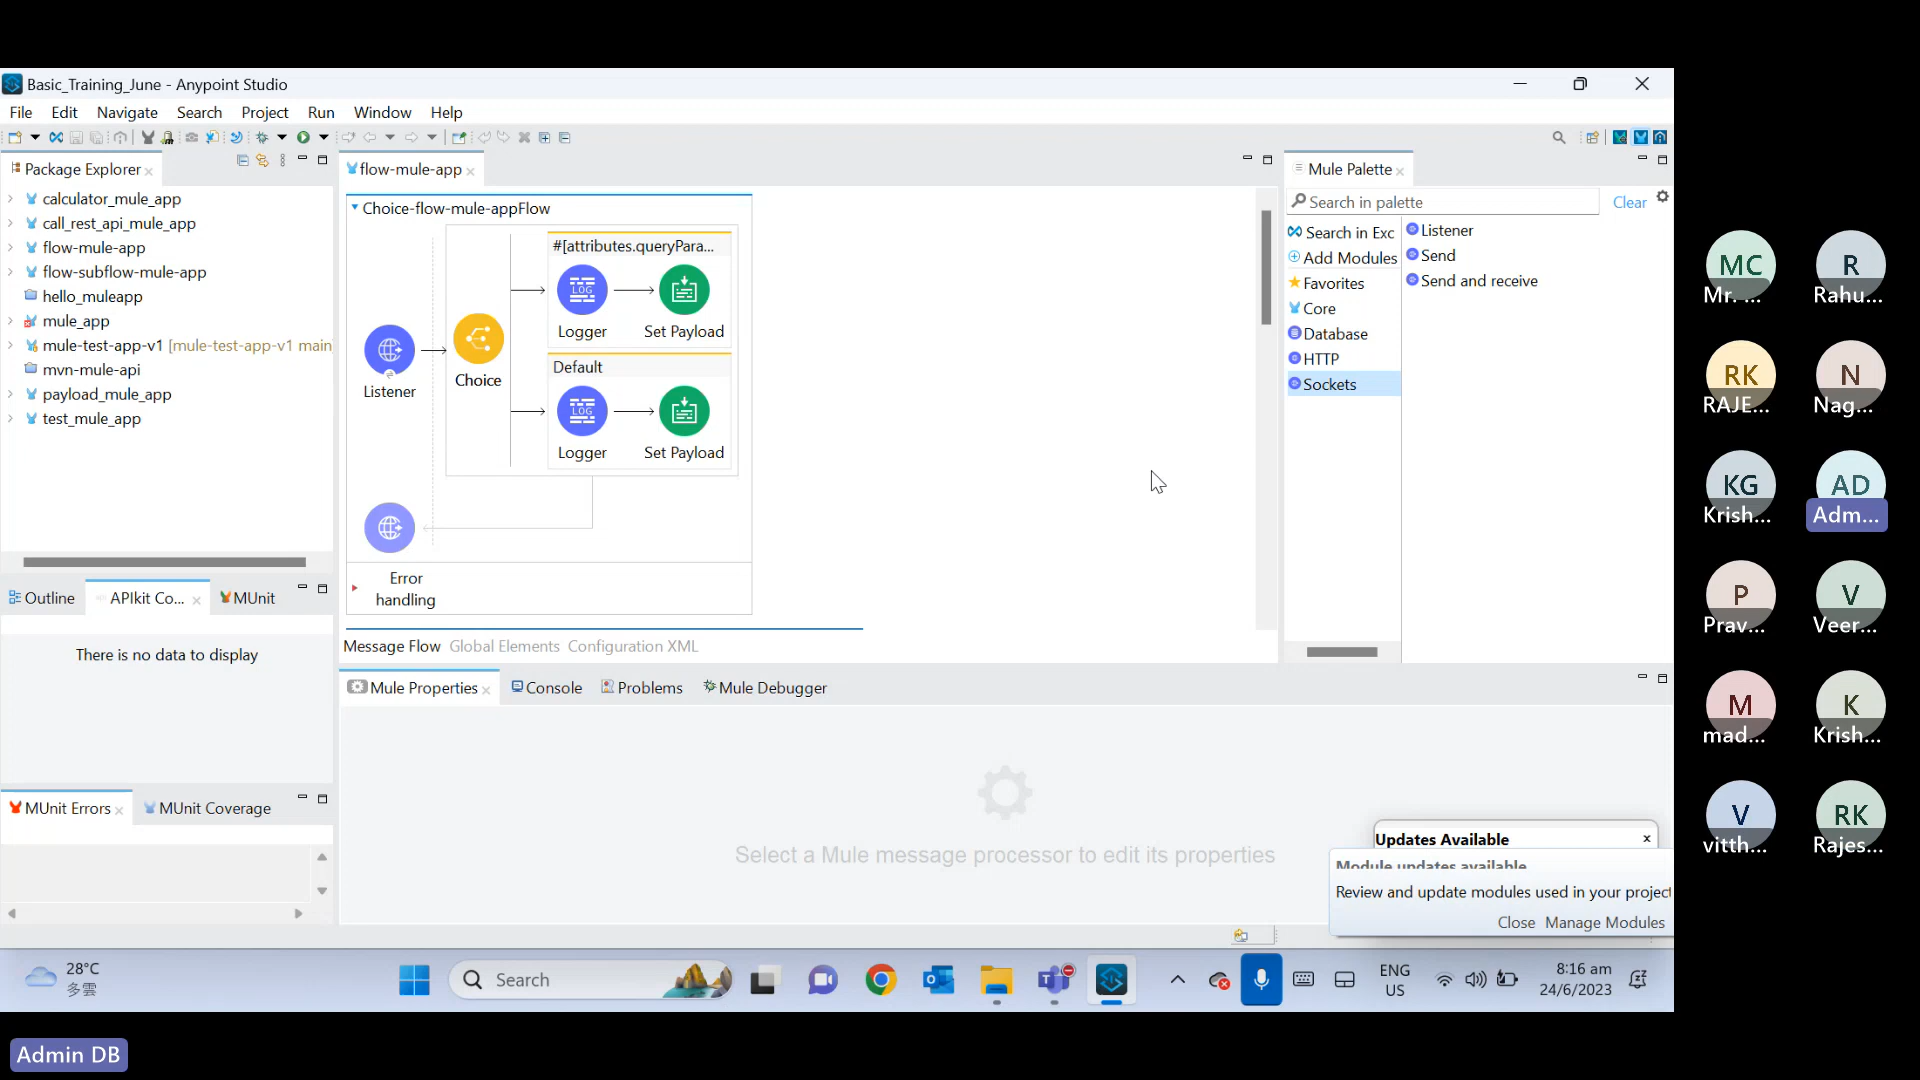 Basic_Training_June - Anypoint Studio
File Edit Navigate Search Project Run Window Help
Package Explorer
calculator_mule_app
call_rest_api_mule_app
flow-mule-app
flow-subflow-mule-app
hello_muleapp
mule_app
mule-test-app-v1 [mule-test-app-v1 main
mvn-mule-api
payload_mule_app
test_mule_app
Outline APIkit Co... MUnit
There is no data to display
MUnit Errors MUnit Coverage
flow-mule-app
Choice-flow-mule-appFlow
#[attributes.queryPara...
LOG
Logger Set Payload
Listener
Choice
Default
LOG
Logger Set Payload
Error
handling
Message Flow Global Elements Configuration XML
Mule Palette
Search in palette Clear
Search in Exc
Add Modules
Favorites
Core
Database
HTTP
Sockets
Listener
Send
Send and receive
Mule Properties Console Problems Mule Debugger
Select a Mule message processor to edit its properties
Updates Available
Module updates available
Review and update modules used in your project
Close Manage Modules
28°C
多雲
Search
ENG
US
8:16 am
24/6/2023
MC
Mr. ...
R
Rahu...
RK
RAJE...
N
Nag...
KG
Krish...
AD
Adm...
P
Prav...
V
Veer...
M
mad...
K
Krish...
V
vitth...
RK
Rajes...
Admin DB